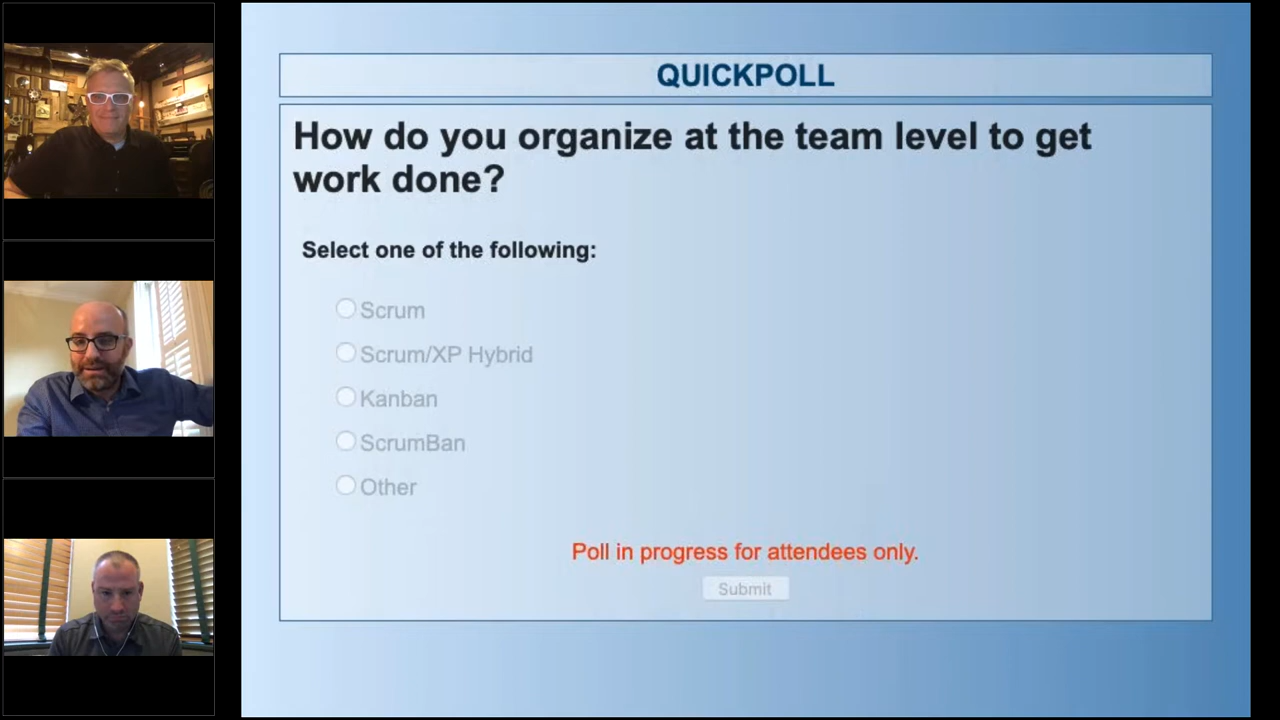 QUICKPOLL
How do you organize at the team level to get
work done?
Select one of the following:
Scrum
Scrum/XP Hybrid
Kanban
ScrumBan
Other
Poll in progress for attendees only.
Submit